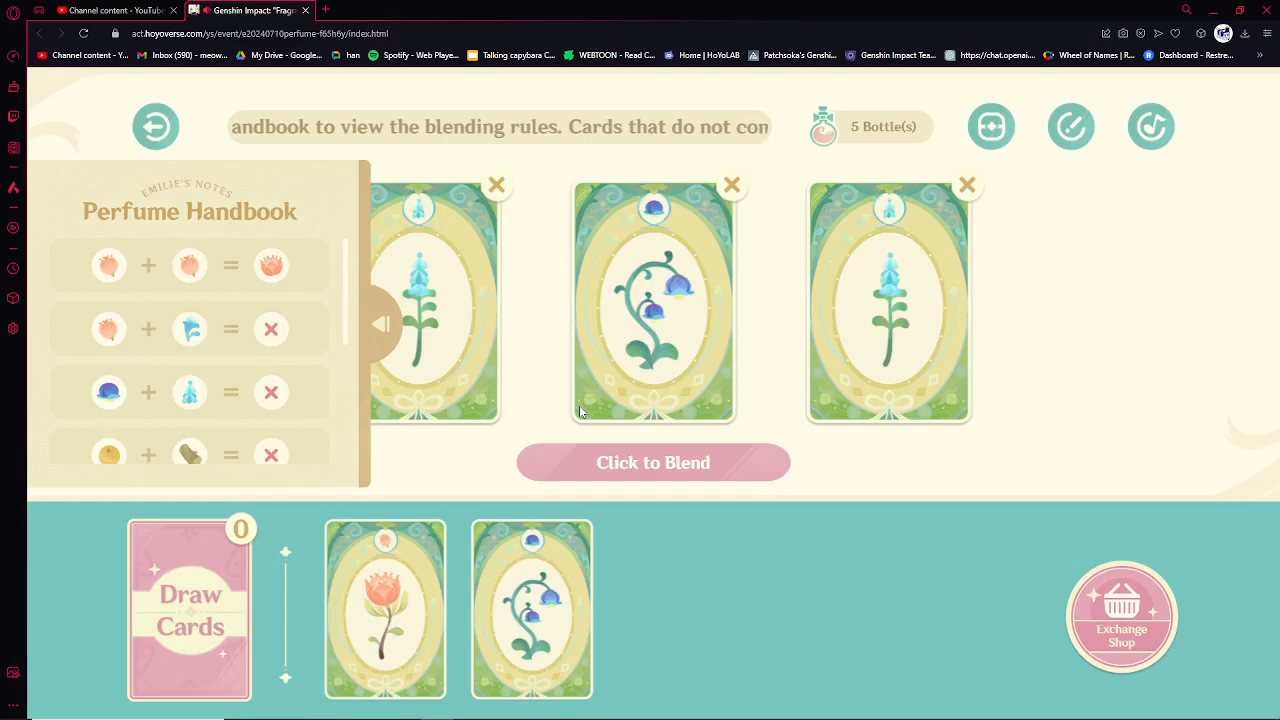 Channel content - YouTube
Genshin Impact: "Fragra
act.hoyoverse.com/ys/event/e20240710perfume-f65h6y/index.html
Channel content - Y...
Inbox (590) - meow...
My Drive - Google...
han
Spotify - Web Playe...
Talking capybara C...
WEBTOON - Read C...
Home | HoYoLAB
Patchsoka's Genshi...
Genshin Impact Tea...
https://chat.openai...
Wheel of Names | R...
Dashboard - Restre...
andbook to view the blending rules. Cards that do not con
5 Bottle(s)
EMILIE'S NOTES
Perfume Handbook
Click to Blend
0
Draw
Cards
Exchange
Shop